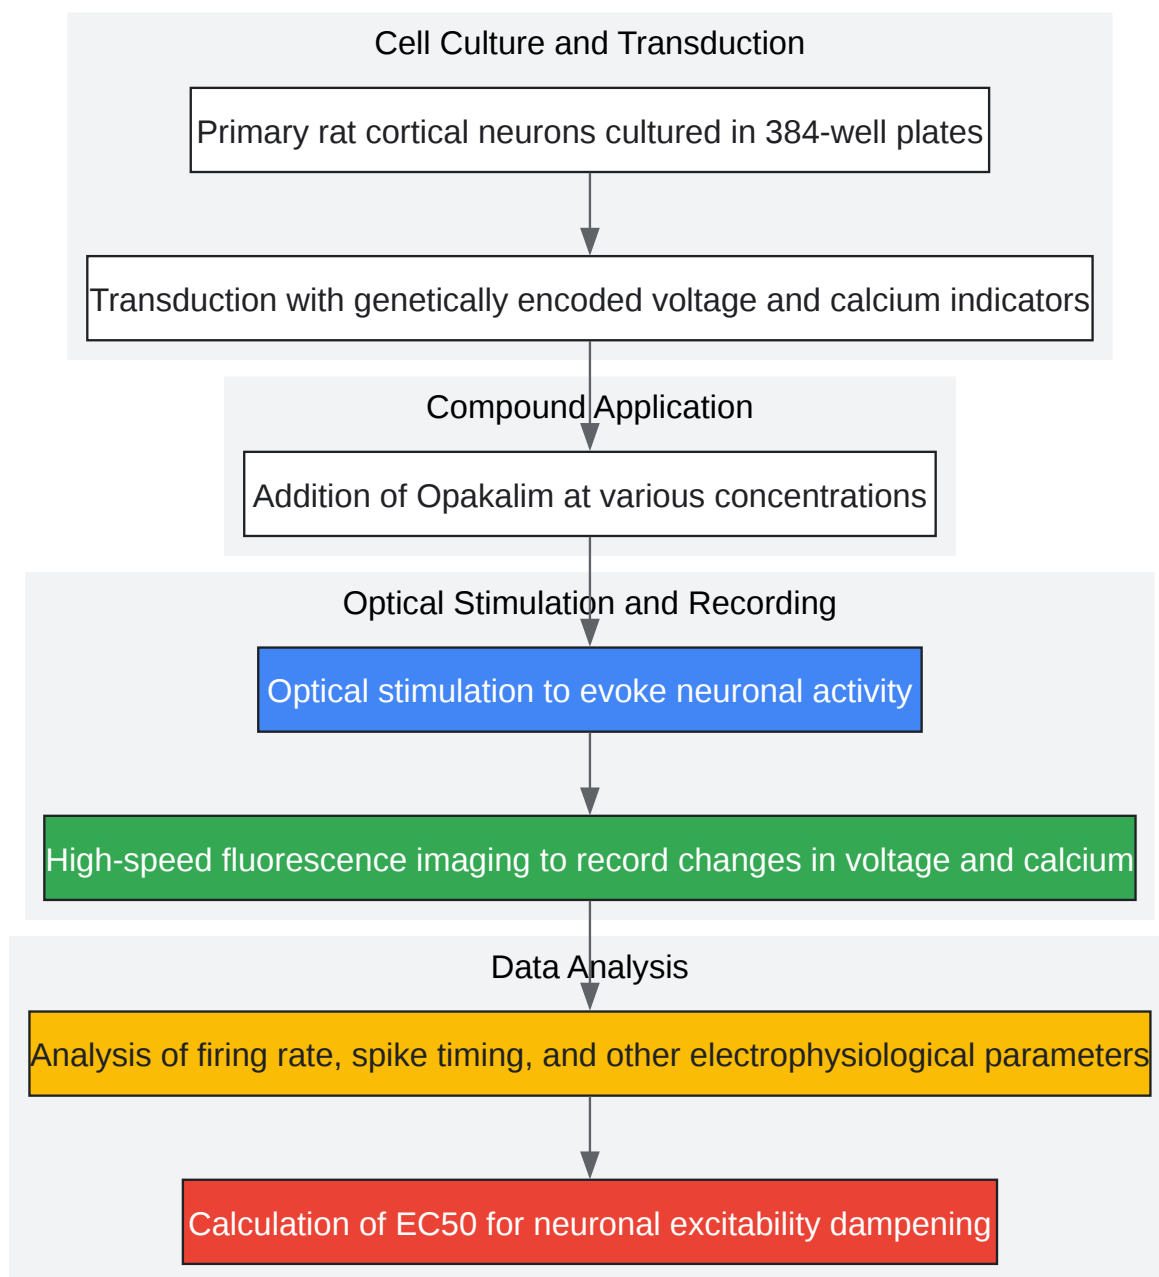 Cell Culture and Transduction
Primary rat cortical neurons cultured in 384-well plates
Transduction with genetically encoded voltage and calcium indicators
Compound Application
Addition of Opakalim at various concentrations
Optical Stimulation and Recording
Optical stimulation to evoke neuronal activity
High-speed fluorescence imaging to record changes in voltage and calcium
Data Analysis
Analysis of firing rate, spike timing, and other electrophysiological parameters
Calculation of EC50 for neuronal excitability dampening